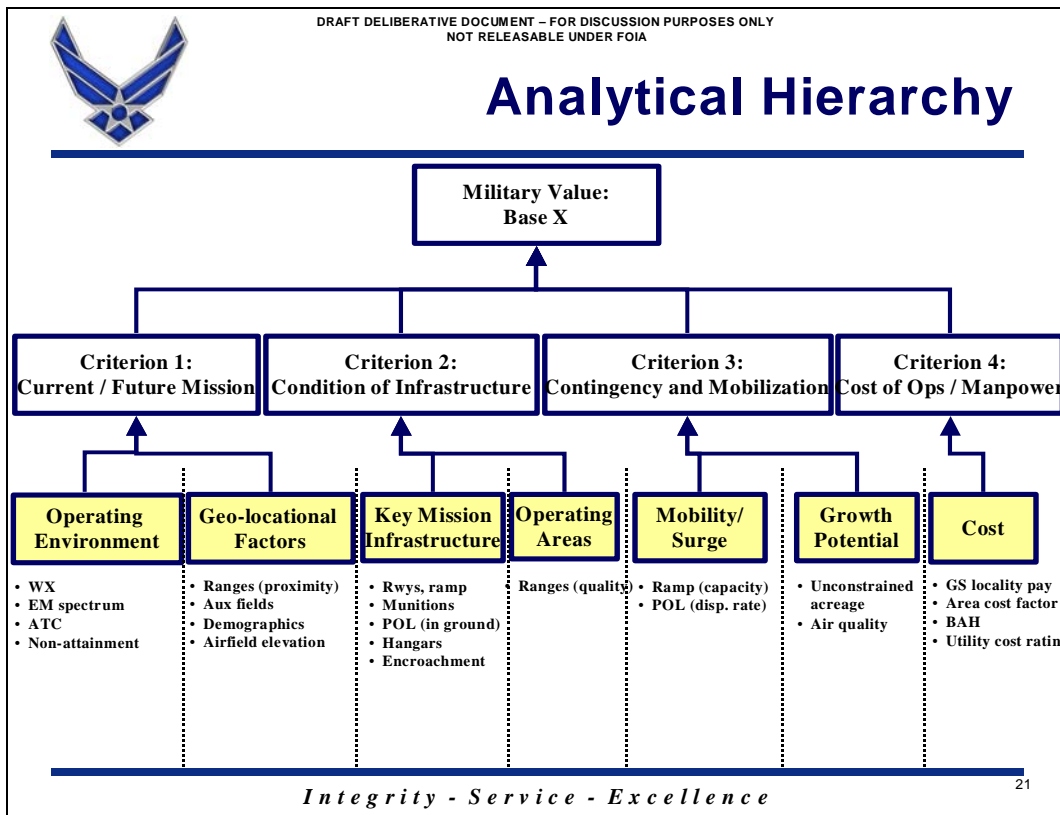 DRAFT DELIBERATIVE DOCUMENT – FOR DISCUSSION PURPOSES ONLY
NOT RELEASABLE UNDER FOIA
Analytical Hierarchy
Military Value:
Base X
Criterion 1:
Current / Future Mission
Criterion 2:
Condition of Infrastructure
Criterion 3:
Contingency and Mobilization
Criterion 4:
Cost of Ops / Manpower
Operating
Environment
• WX
• EM spectrum
• ATC
• Non-attainment
Geo-locational
Factors
• Ranges (proximity)
• Aux fields
• Demographics
• Airfield elevation
Key Mission
Infrastructure
• Rwys, ramp
• Munitions
• POL (in ground)
• Hangars
• Encroachment
Operating
Areas
• Ranges (quality)
Mobility/
Surge
• Ramp (capacity)
• POL (disp. rate)
Growth
Potential
• Unconstrained
acreage
• Air quality
Cost
• GS locality pay
• Area cost factor
• BAH
• Utility cost ratin
Integrity - Service - Excellence
21